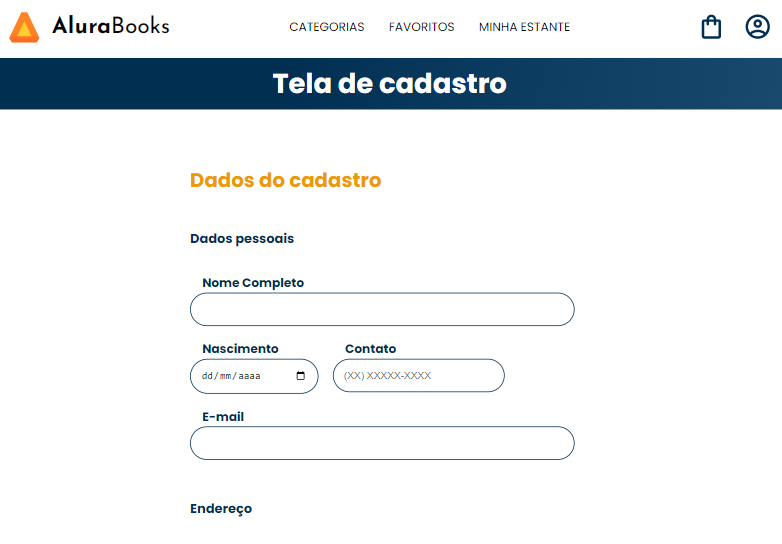 AluraBooks CATEGORIAS FAVORITOS MINHA ESTANTE
Tela de cadastro
Dados do cadastro
Dados pessoais
Nome Completo
Nascimento Contato
dd/mm/aaaa (XX) XXXXX-XXXX
E-mail
Endereço